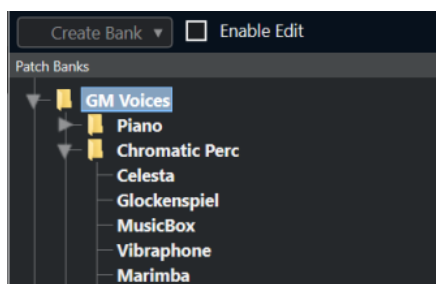 Create Bank Enable Edit
Patch Banks
GM Voices
Piano
Chromatic Perc
Celesta
Glockenspiel
MusicBox
Vibraphone
Marimba